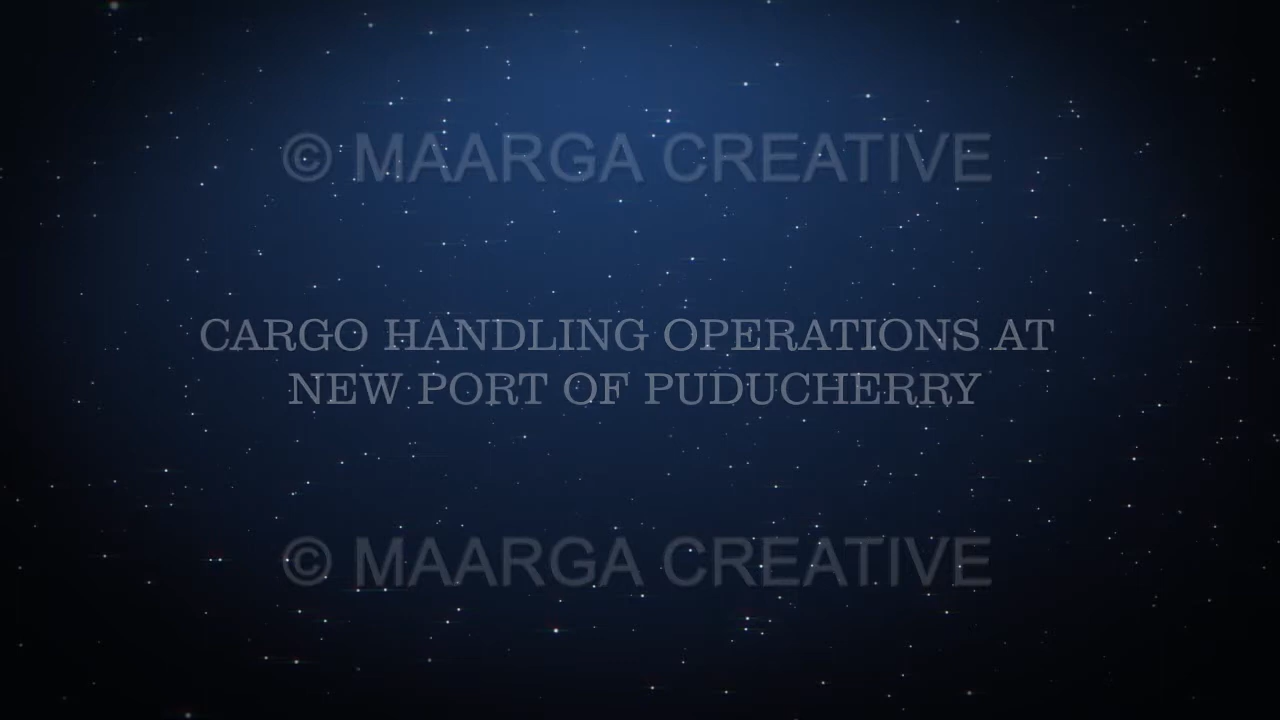 © MAARGA CREATIVE
CARGO HANDLING OPERATIONS AT
NEW PORT OF PUDUCHERRY
© MAARGA CREATIVE